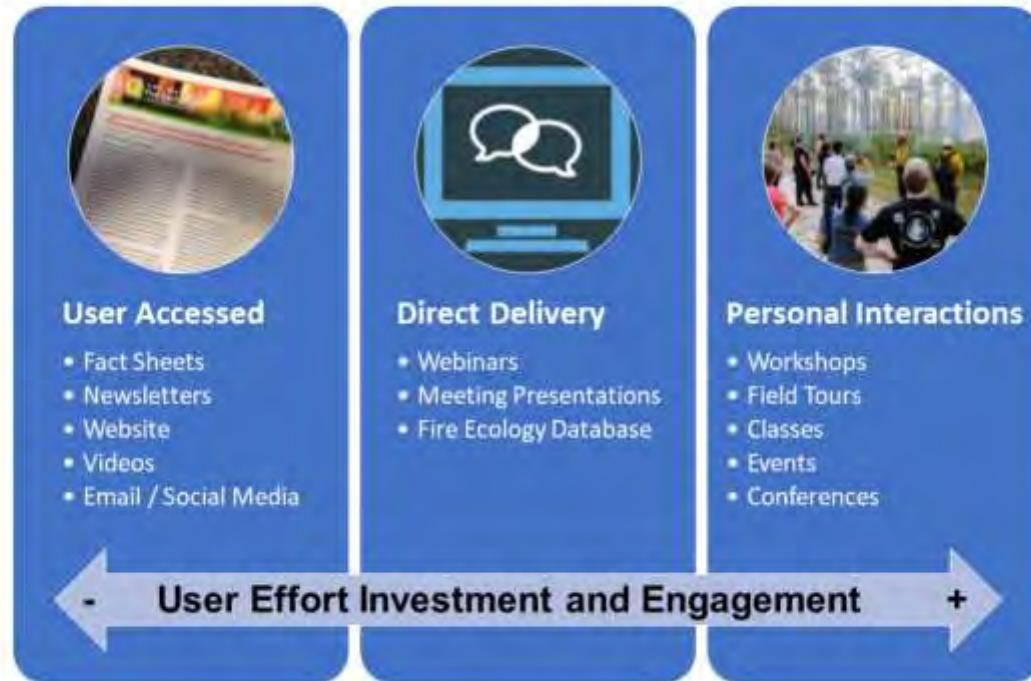 User Accessed
• Fact Sheets
• Newsletters
• Website
• Videos
• Email / Social Media
Direct Delivery
• Webinars
• Meeting Presentations
• Fire Ecology Database
Personal Interactions
• Workshops
• Field Tours
• Classes
• Events
• Conferences
- User Effort Investment and Engagement +